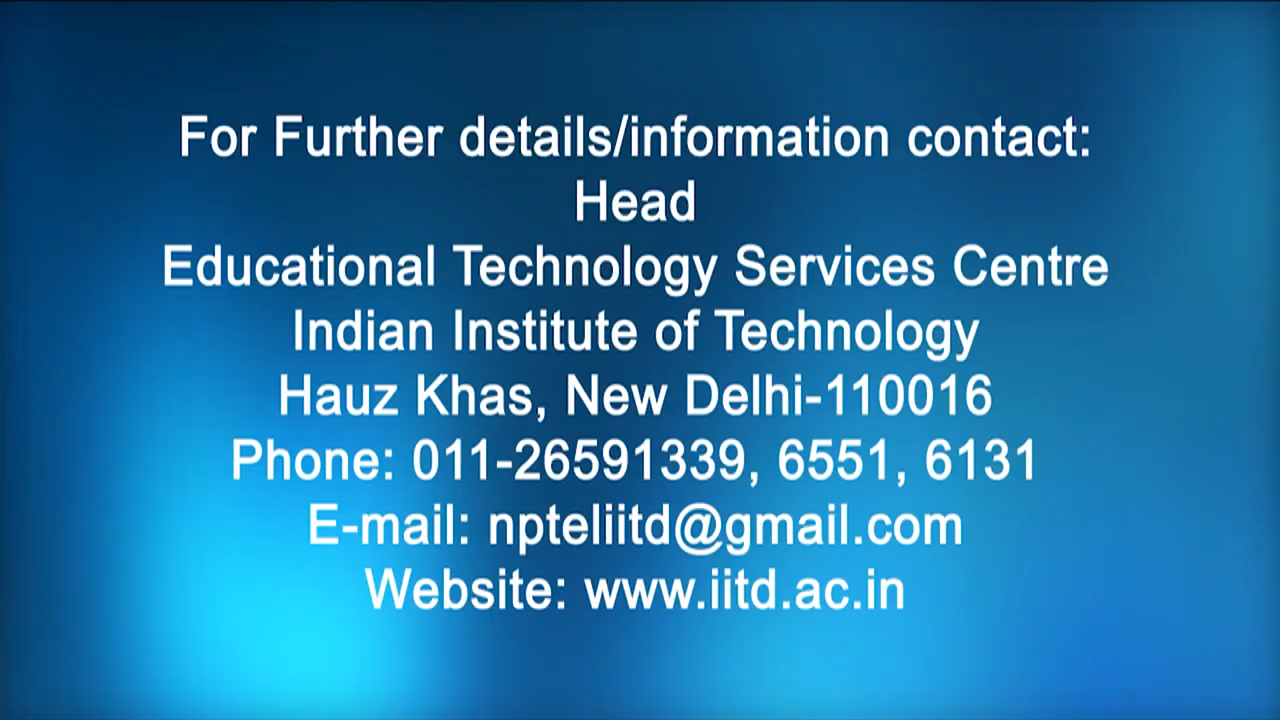 For Further details/information contact:
Head
Educational Technology Services Centre
Indian Institute of Technology
Hauz Khas, New Delhi-110016
Phone: 011-26591339, 6551, 6131
E-mail: npteliitd@gmail.com
Website: www.iitd.ac.in